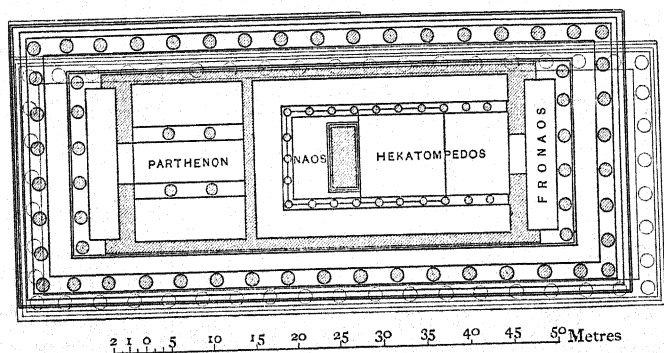 PARTHENON
NAOS
HEKATOMPEDOS
FRONAOS
2 1 0 5 10 15 20 25 30 35 40 45 50 Metres